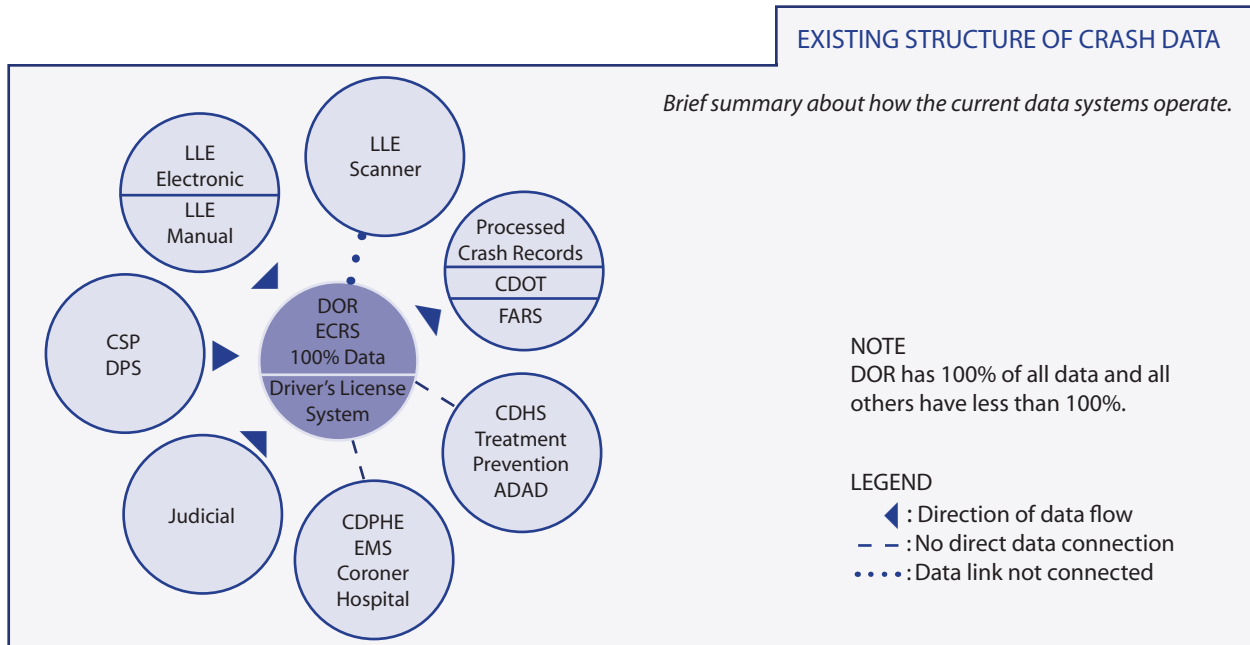 EXISTING STRUCTURE OF CRASH DATA
Brief summary about how the current data systems operate.
LLE
Electronic
LLE
Manual
LLE
Scanner
Processed
Crash Records
CDOT
FARS
CSP
DPS
DOR
ECRS
100% Data
Driver’s License
System
CDHS
Treatment
Prevention
ADAD
Judicial
CDPHE
EMS
Coroner
Hospital
NOTE
DOR has 100% of all data and all
others have less than 100%.
LEGEND
: Direction of data flow
: No direct data connection
: Data link not connected